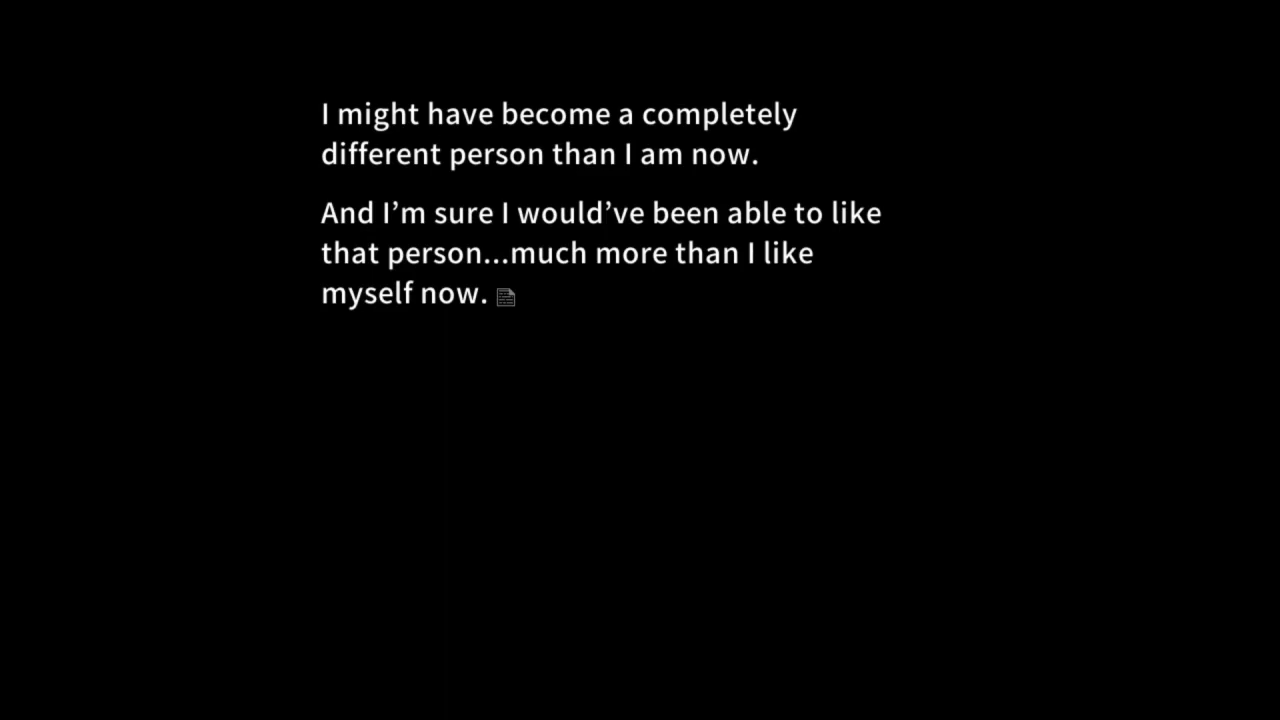 I might have become a completely
different person than I am now.
And I’m sure I would’ve been able to like
that person...much more than I like
myself now.